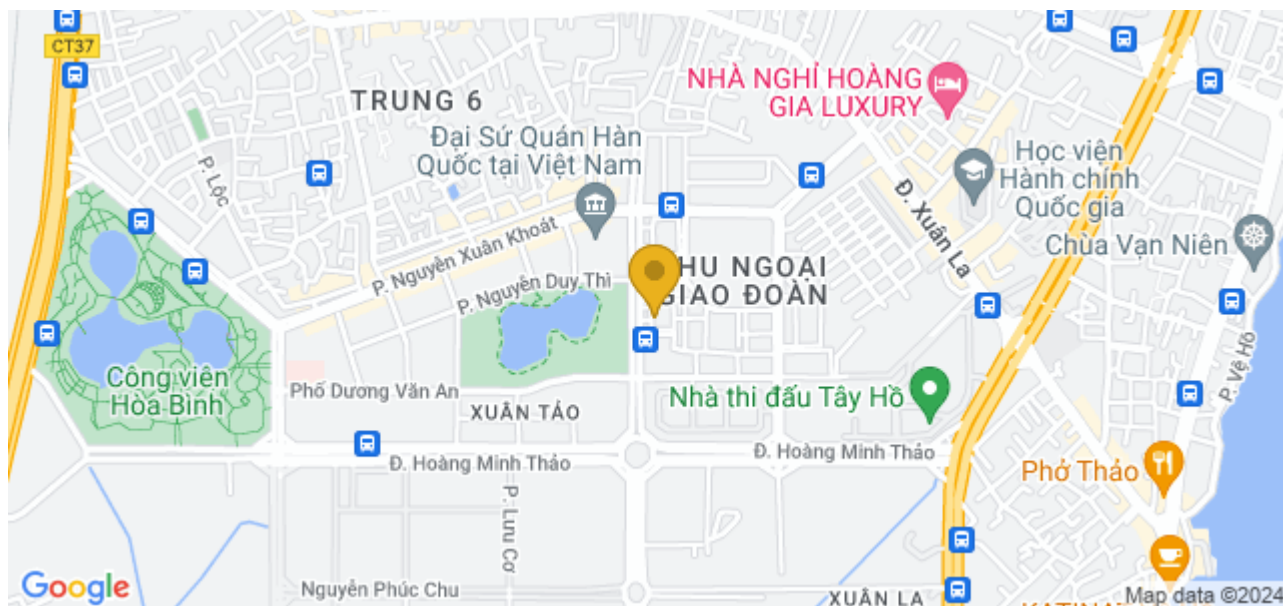 CT37
TRUNG 6
NHÀ NGHỈ HOÀNG
GIA LUXURY
Đại Sứ Quán Hàn
Quốc tại Việt Nam
Học viện
Hành chính
Quốc gia
P. Lộc
Đ. Xuân La
Chùa Vạn Niên
P. Nguyễn Xuân Khoát
P. Nguyễn Duy Thì
HU NGOẠI
GIAO ĐOÀN
P. Vệ Hồ
Công viên
Hòa Bình
Phố Dương Văn An
XUÂN TẢO
Nhà thi đấu Tây Hồ
Đ. Hoàng Minh Thảo
Đ. Hoàng Minh Thảo
Phở Thảo
P. Lưu Cơ
Nguyễn Phúc Chu
XUÂN LA
Google
Map data ©2024